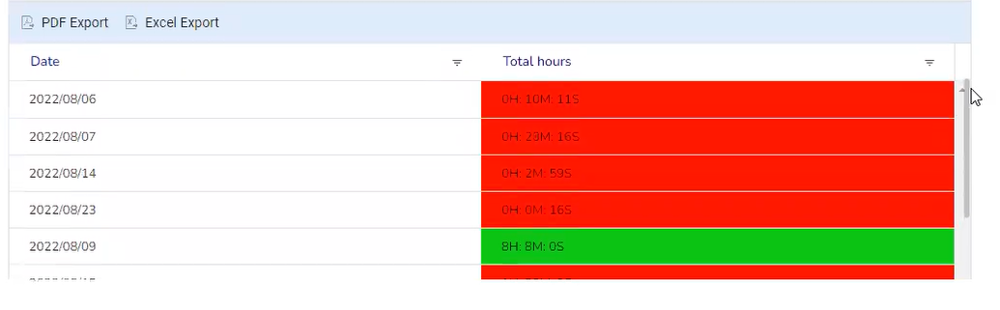 PDF Export Excel Export
Date Total hours
2022/08/06 0H: 10M: 11S
2022/08/07 0H: 23M: 16S
2022/08/14 0H: 2M: 59S
2022/08/23 0H: 0M: 16S
2022/08/09 8H: 8M: 0S